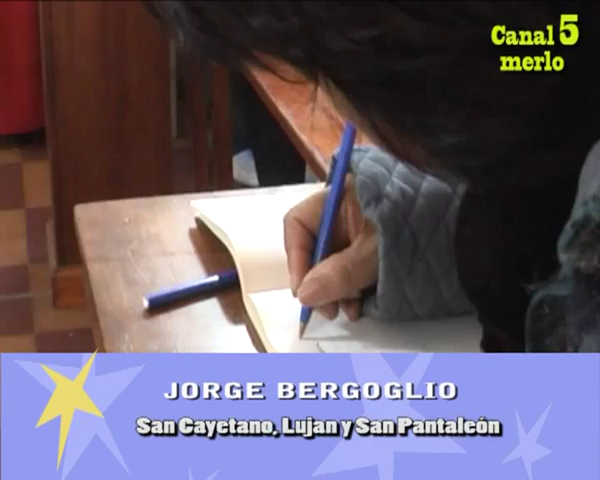 Canal 5
merlo
JORGE BERGOGLIO
San Cayetano, Lujan y San Pantaleón